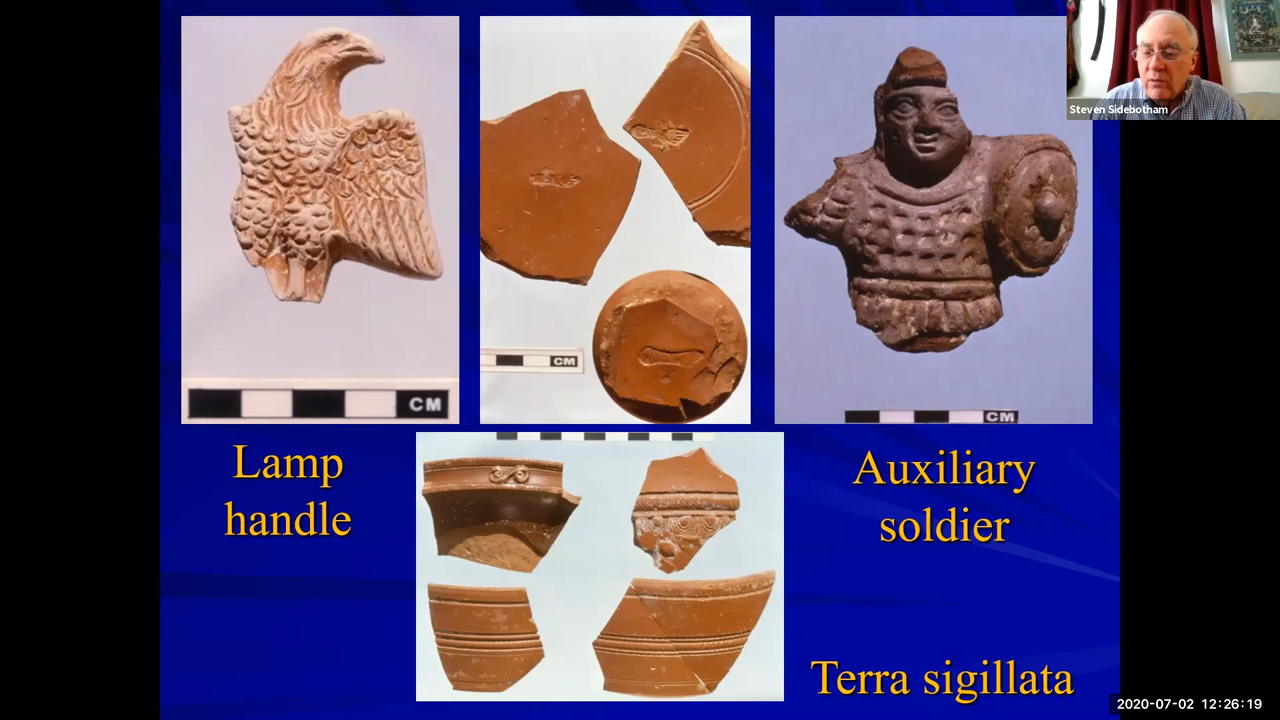 Steven Sidebotham
CM
CM
CM
Lamp
handle
Auxiliary
soldier
Terra sigillata
2020-07-02 12:26:19